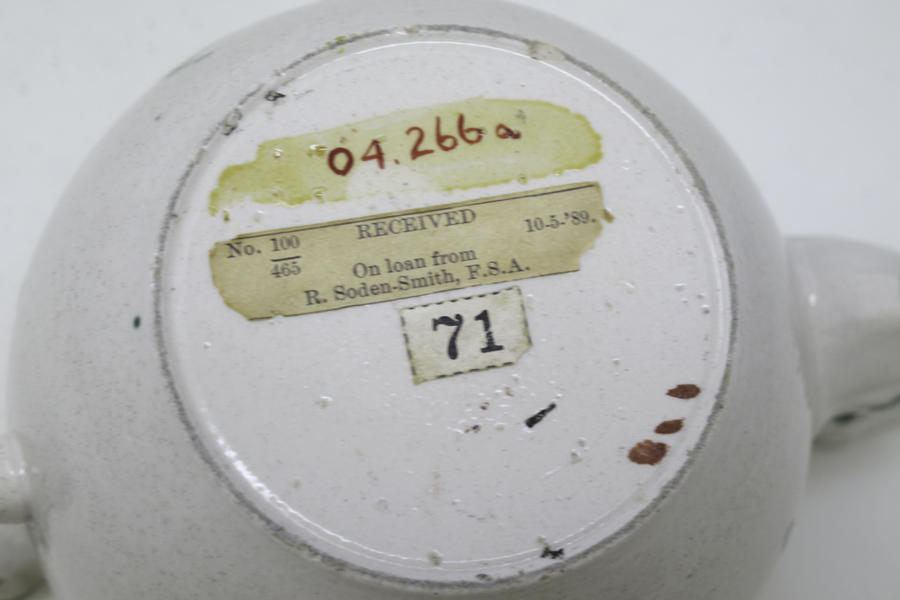 04.266a
RECEIVED
No. 100/465
10-5-'89.
On loan from
R. Soden-Smith, F.S.A.
71